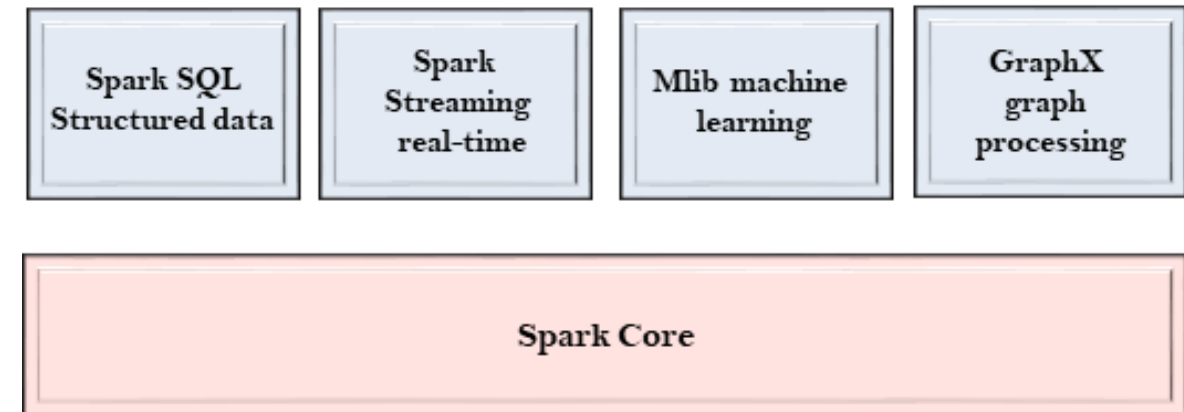 Spark SQL
Structured data
Spark
Streaming
real-time
Mlib machine
learning
GraphX
graph
processing
Spark Core